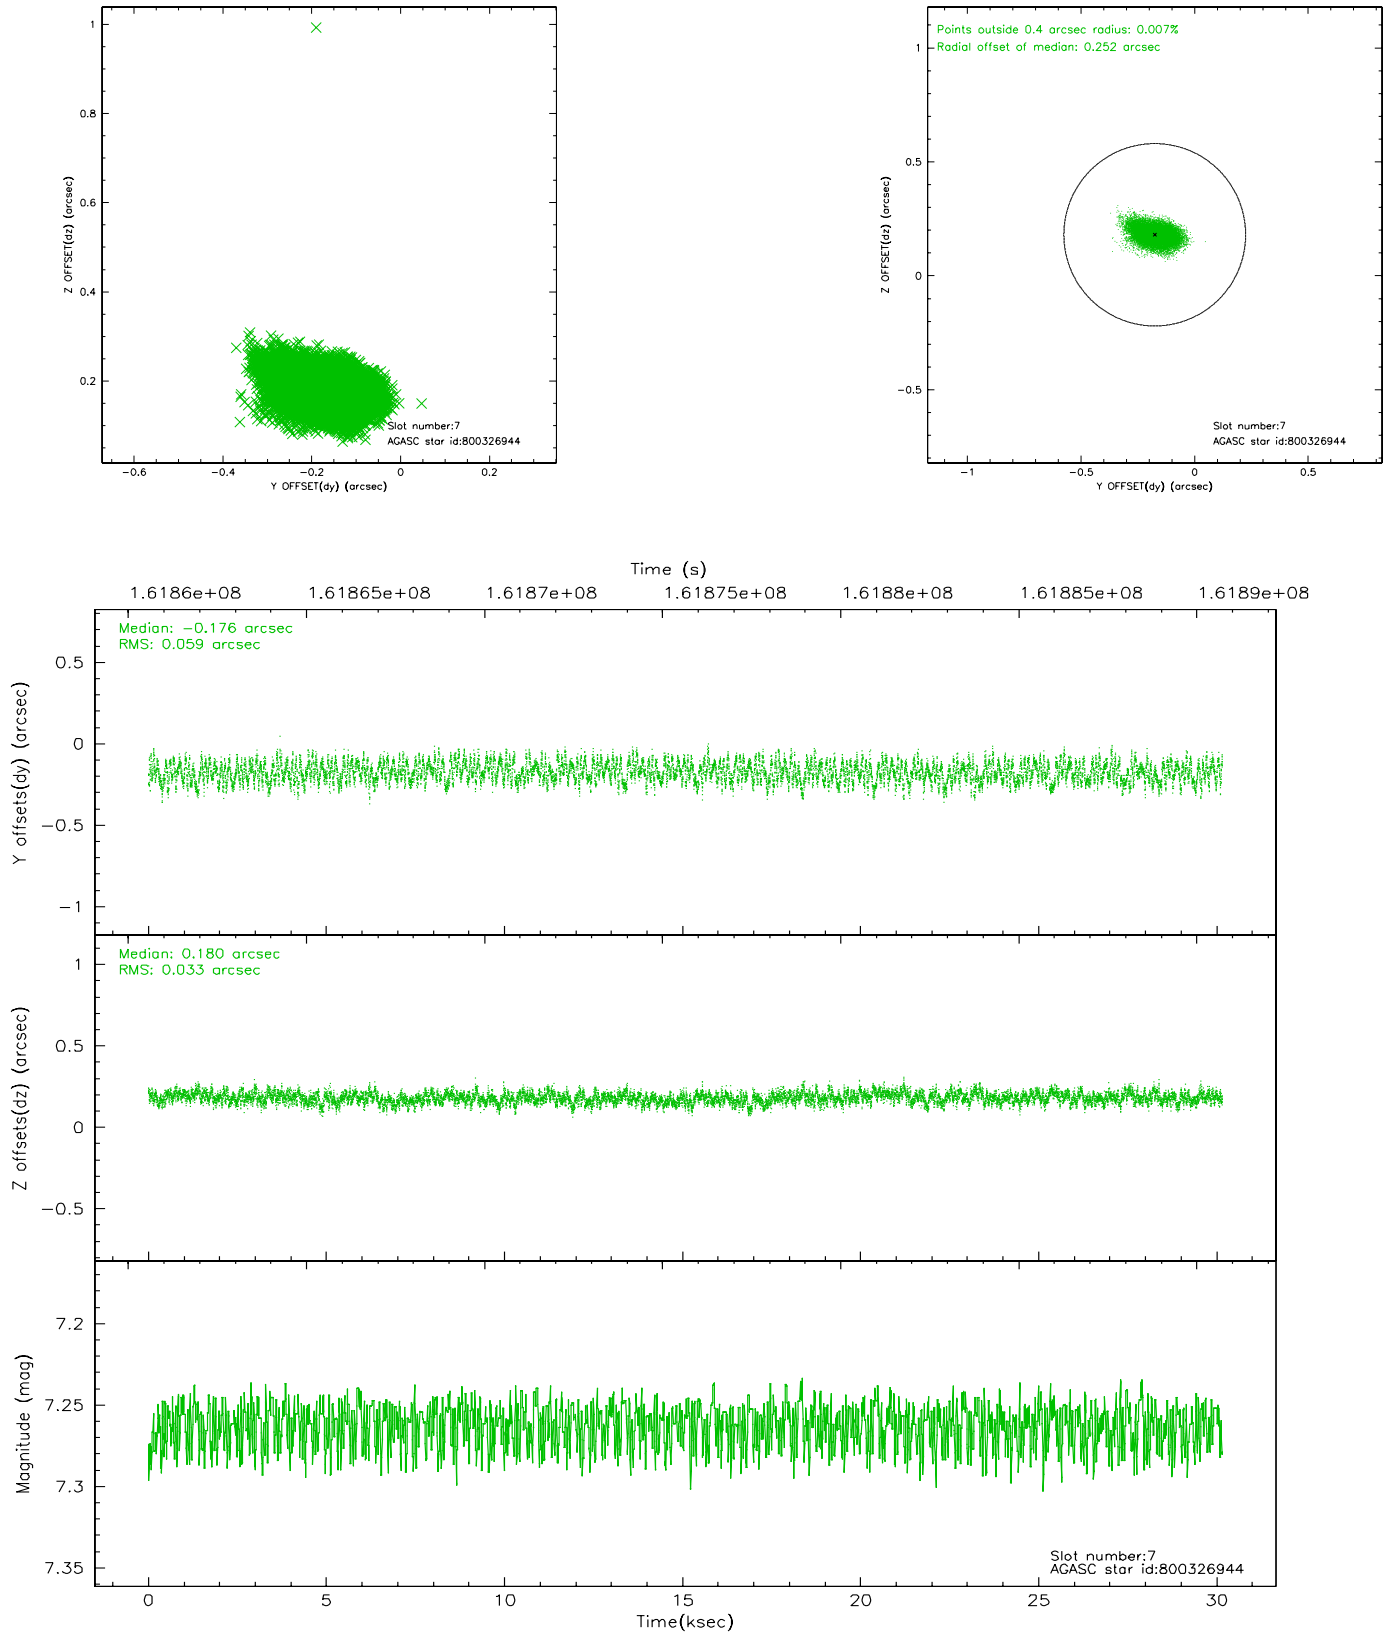 1
0.8
0.6
0.4
0.2
Z OFFSET(dz) (arcsec)
Slot number:7
AGASC star id:800326944
−0.6 −0.4 −0.2 0 0.2
Y OFFSET(dy) (arcsec)
Points outside 0.4 arcsec radius: 0.007%
Radial offset of median: 0.252 arcsec
1
0.5
0
−0.5
Z OFFSET(dz) (arcsec)
Slot number:7
AGASC star id:800326944
−1 −0.5 0 0.5
Y OFFSET(dy) (arcsec)
Time (s)
1.6186e+08 1.61865e+08 1.6187e+08 1.61875e+08 1.6188e+08 1.61885e+08 1.6189e+08
Median: −0.176 arcsec
RMS: 0.059 arcsec
0.5
0
−0.5
−1
Y offsets(dy) (arcsec)
Median: 0.180 arcsec
RMS: 0.033 arcsec
1
0.5
0
−0.5
Z offsets(dz) (arcsec)
7.2
7.25
7.3
7.35
Magnitude (mag)
Slot number:7
AGASC star id:800326944
0 5 10 15 20 25 30
Time(ksec)